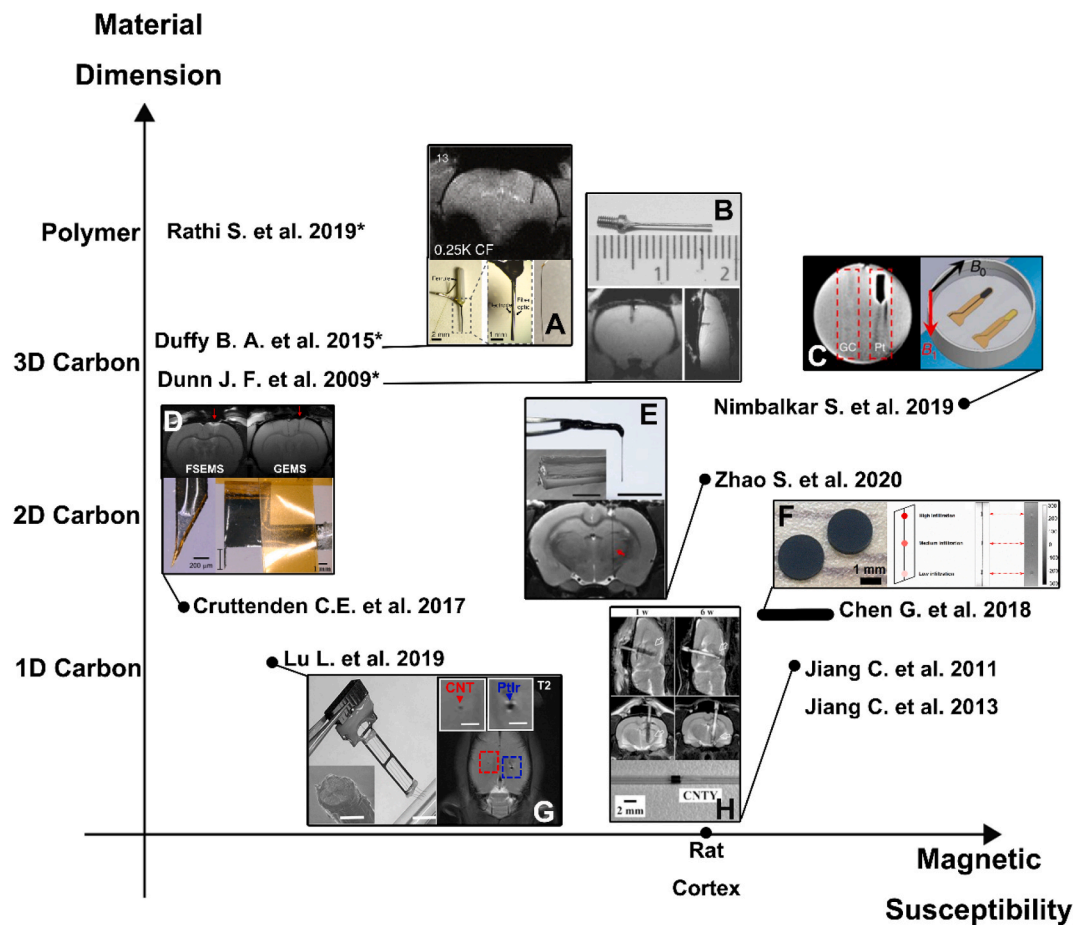 Material
Dimension
Polymer
3D Carbon
2D Carbon
1D Carbon
Rathi S. et al. 2019*
Duffy B. A. et al. 2015*
Dunn J. F. et al. 2009*
13
0.25K CF
Ferrule
Electrode
Fiber optic
2 mm
1 mm
A
B
1
2
C
GC
Pt
B0
B1
Nimbalkar S. et al. 2019
D
FSEMS
GEMS
200 µm
1 mm
Cruttenden C.E. et al. 2017
E
Zhao S. et al. 2020
F
High infiltration
Medium infiltration
Low infiltration
1 mm
Chen G. et al. 2018
Lu L. et al. 2019
CNT
PtIr
T2
G
1 w
6 w
2 mm
CNTY
H
Jiang C. et al. 2011
Jiang C. et al. 2013
Rat
Cortex
Magnetic
Susceptibility